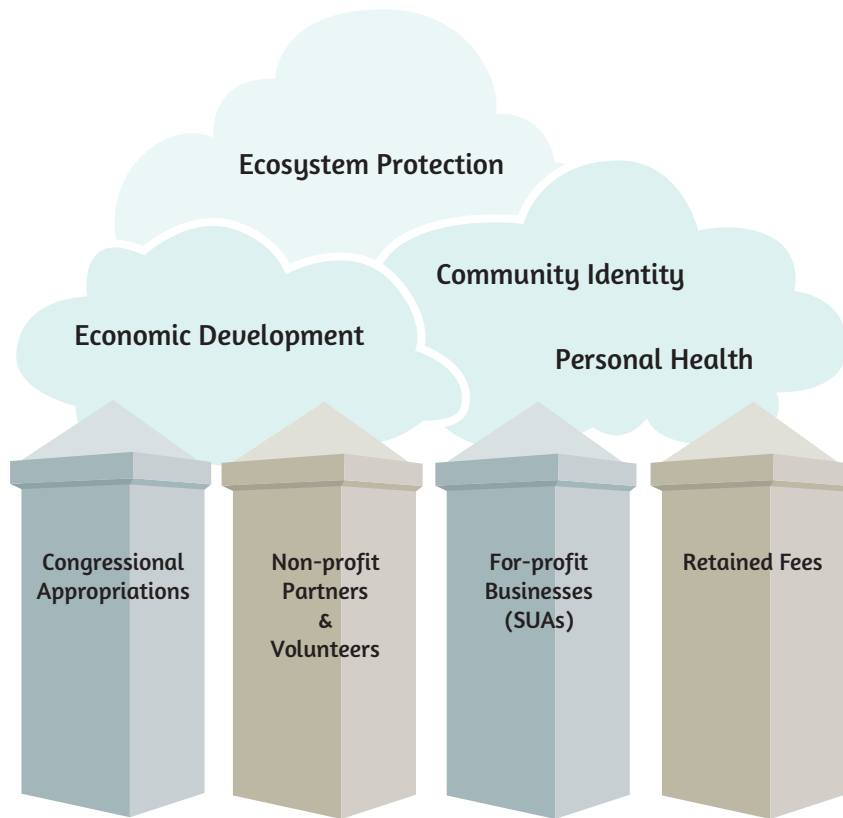 Ecosystem Protection
Community Identity
Economic Development
Personal Health
Congressional
Appropriations
Non-profit
Partners
&
Volunteers
For-profit
Businesses
(SUAs)
Retained Fees